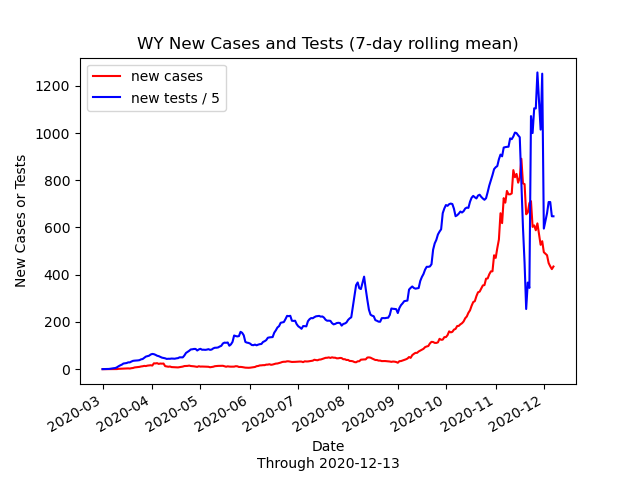 WY New Cases and Tests (7-day rolling mean)
new cases
new tests / 5
New Cases or Tests
1200
1000
800
600
400
200
0
2020-03
2020-04
2020-05
2020-06
2020-07
2020-08
2020-09
2020-10
2020-11
2020-12
Date
Through 2020-12-13